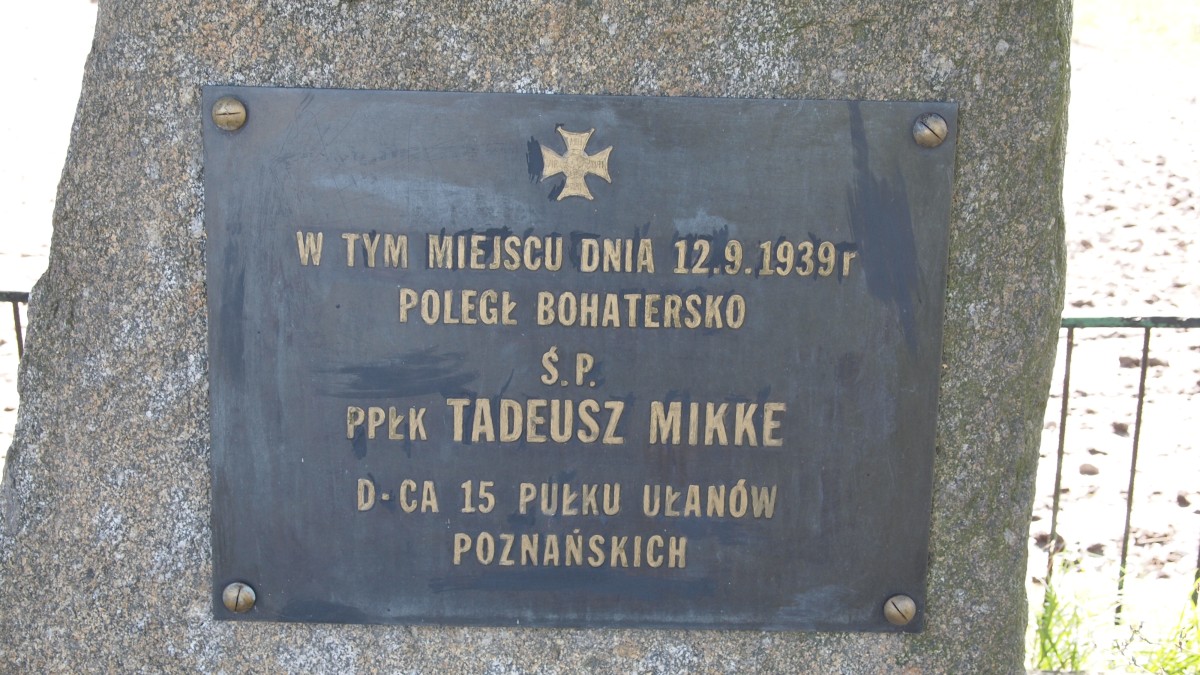 W TYM MIEJSCU DNIA 12.9.1939r
POLEGŁ BOHATERSKO
Ś.P.
PPŁK TADEUSZ MIKKE
D-CA 15 PUŁKU UŁANÓW
POZNAŃSKICH